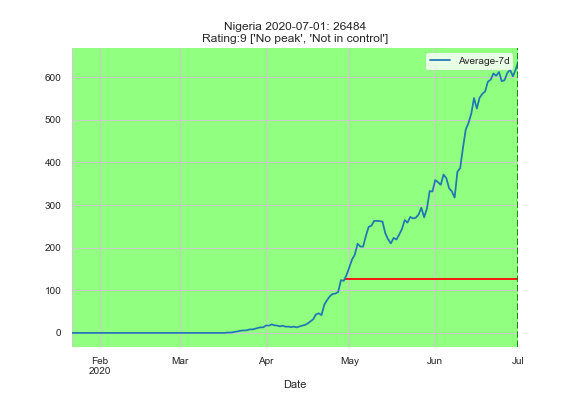 Nigeria 2020-07-01: 26484
Rating:9 ['No peak', 'Not in control']
Average-7d
600
500
400
300
200
100
0
Feb
2020
Mar
Apr
May
Jun
Jul
Date